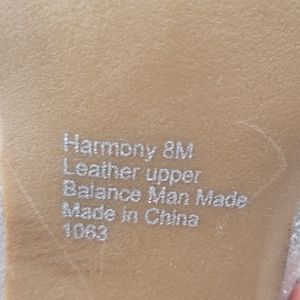 Harmony 8M
Leather upper
Balance Man Made
Made in China
1063